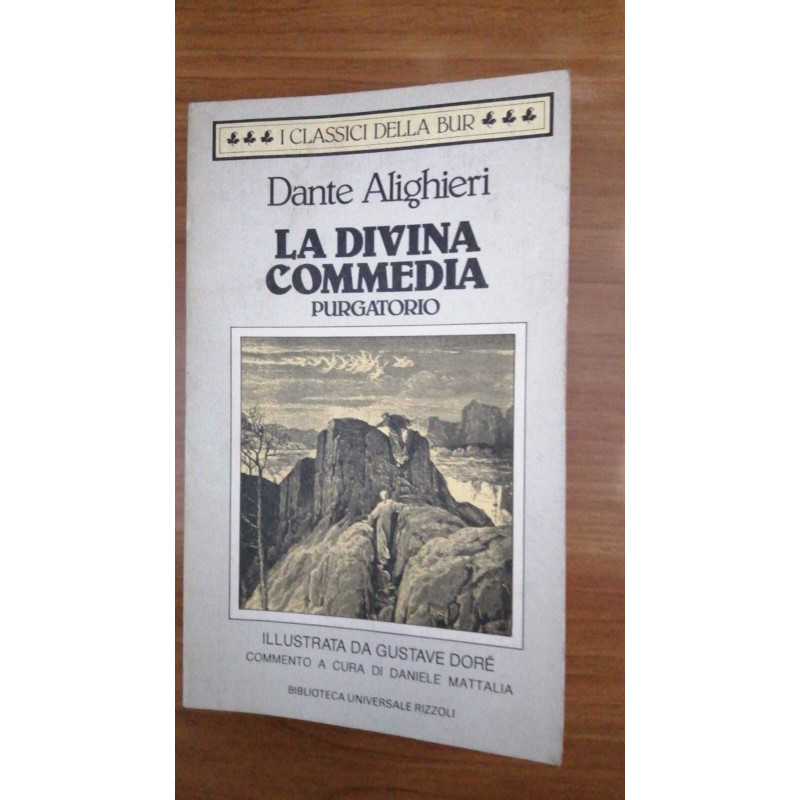 I CLASSICI DELLA BUR
Dante Alighieri
LA DIVINA
COMMEDIA
PURGATORIO
ILLUSTRATA DA GUSTAVE DORÉ
COMMENTO A CURA DI DANIELE MATTALIA
BIBLIOTECA UNIVERSALE RIZZOLI